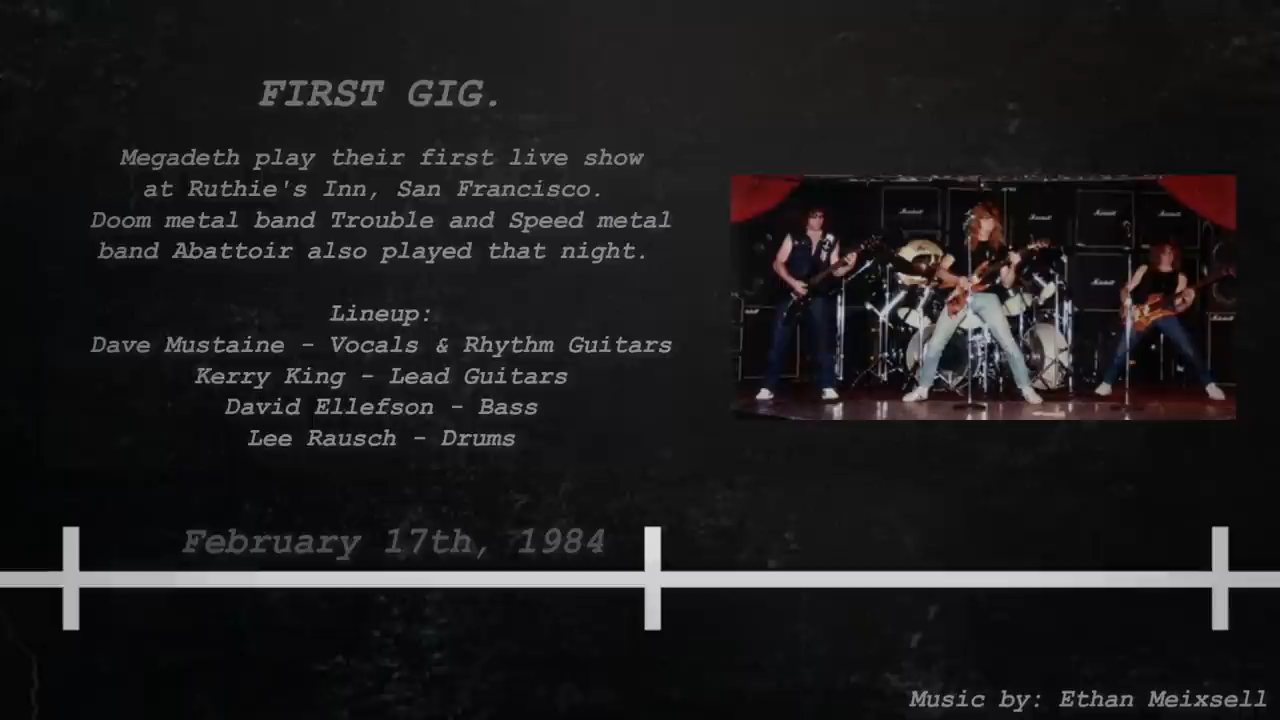 FIRST GIG.
Megadeth play their first live show
at Ruthie's Inn, San Francisco.
Doom metal band Trouble and Speed metal
band Abattoir also played that night.
Lineup:
Dave Mustaine - Vocals & Rhythm Guitars
Kerry King - Lead Guitars
David Ellefson - Bass
Lee Rausch - Drums
February 17th, 1984
Music by: Ethan Meixsell